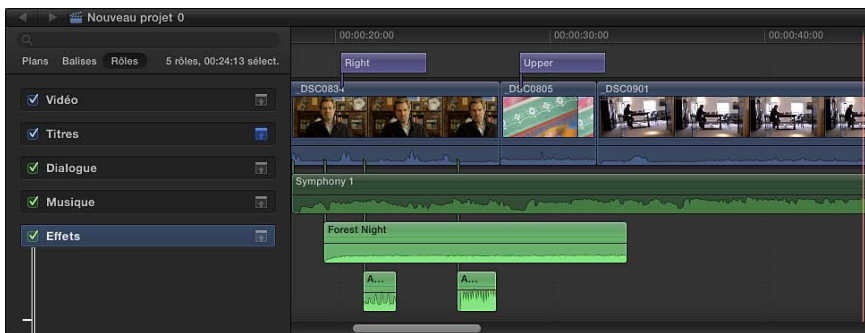 Nouveau projet 0
00:00:20:00
00:00:30:00
00:00:40:00
Plans Balises Rôles 5 rôles, 00:24:13 sélect.
Right
Upper
_DSC0834
_DSC0805
_DSC0901
Vidéo
Titres
Dialogue
Musique
Symphony 1
Effets
Forest Night
A...
A...